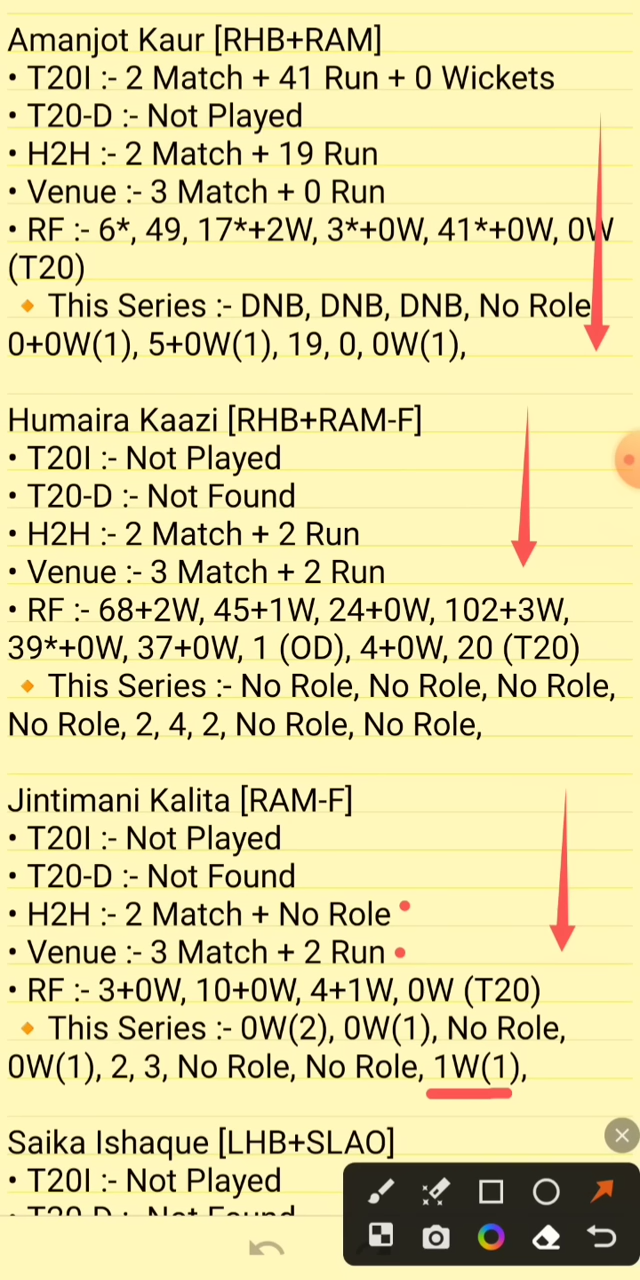 Amanjot Kaur [RHB+RAM]
• T20I :- 2 Match + 41 Run + 0 Wickets
• T20-D :- Not Played
• H2H :- 2 Match + 19 Run
• Venue :- 3 Match + 0 Run
• RF :- 6*, 49, 17*+2W, 3*+0W, 41*+0W, 0W
(T20)
🔸This Series :- DNB, DNB, DNB, No Role
0+0W(1), 5+0W(1), 19, 0, 0W(1),
Humaira Kaazi [RHB+RAM-F]
• T20I :- Not Played
• T20-D :- Not Found
• H2H :- 2 Match + 2 Run
• Venue :- 3 Match + 2 Run
• RF :- 68+2W, 45+1W, 24+0W, 102+3W,
39*+0W, 37+0W, 1 (OD), 4+0W, 20 (T20)
🔸This Series :- No Role, No Role, No Role,
No Role, 2, 4, 2, No Role, No Role,
Jintimani Kalita [RAM-F]
• T20I :- Not Played
• T20-D :- Not Found
• H2H :- 2 Match + No Role
• Venue :- 3 Match + 2 Run
• RF :- 3+0W, 10+0W, 4+1W, 0W (T20)
🔸This Series :- 0W(2), 0W(1), No Role,
0W(1), 2, 3, No Role, No Role, 1W(1),
Saika Ishaque [LHB+SLAO]
• T20I :- Not Played